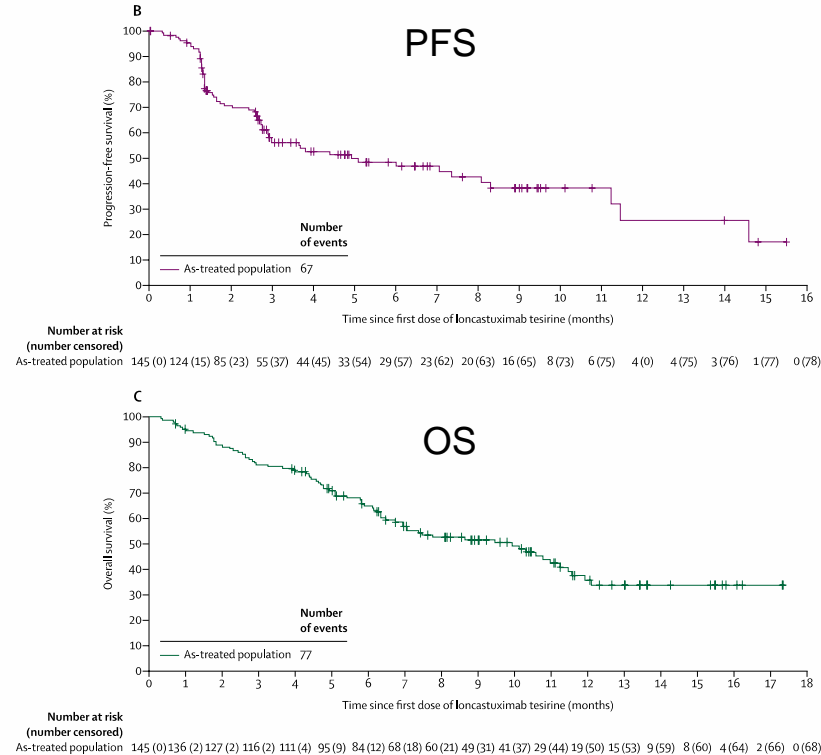 B
PFS
100
90
80
70
60
50
40
30
20
10
0
Progression-free survival (%)
Number
of events
As-treated population 67
0 1 2 3 4 5 6 7 8 9 10 11 12 13 14 15 16
Time since first dose of loncastuximab tesirine (months)
Number at risk
(number censored)
As-treated population 145 (0) 124 (15) 85 (23) 55 (37) 44 (45) 33 (54) 29 (57) 23 (62) 20 (63) 16 (65) 8 (73) 6 (75) 4 (0) 4 (75) 3 (76) 1 (77) 0 (78)
C
OS
100
90
80
70
60
50
40
30
20
10
0
Overall survival (%)
Number
of events
As-treated population 77
0 1 2 3 4 5 6 7 8 9 10 11 12 13 14 15 16 17 18
Time since first dose of loncastuximab tesirine (months)
Number at risk
(number censored)
As-treated population 145 (0) 136 (2) 127 (2) 116 (2) 111 (4) 95 (9) 84 (12) 68 (18) 60 (21) 49 (31) 41 (37) 29 (44) 19 (50) 15 (53) 9 (59) 8 (60) 4 (64) 2 (66) 0 (68)